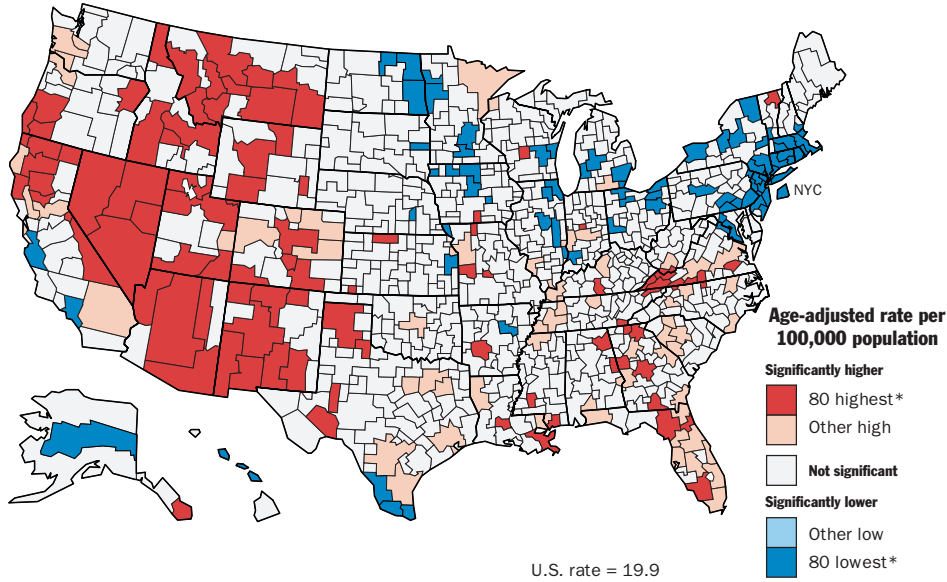 NYC
Age-adjusted rate per
100,000 population
Significantly higher
80 highest*
Other high
Not significant
Significantly lower
Other low
80 lowest*
U.S. rate = 19.9